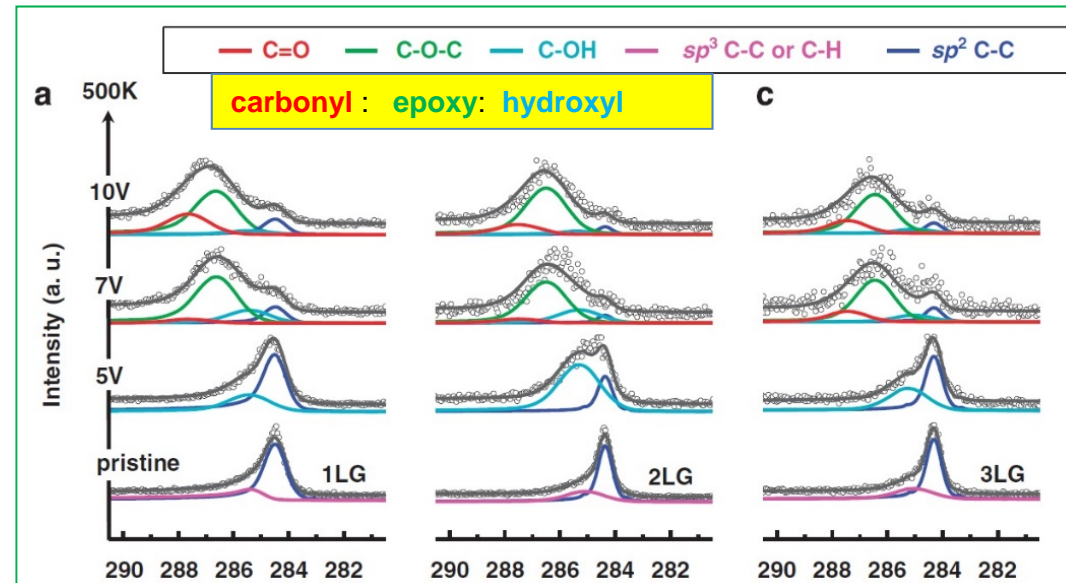 C=O C-O-C C-OH sp³ C-C or C-H sp² C-C
a 500K carbonyl : epoxy: hydroxyl c
10V
7V
Intensity (a. u.)
5V
pristine 1LG 2LG 3LG
290 288 286 284 282 290 288 286 284 282 290 288 286 284 282